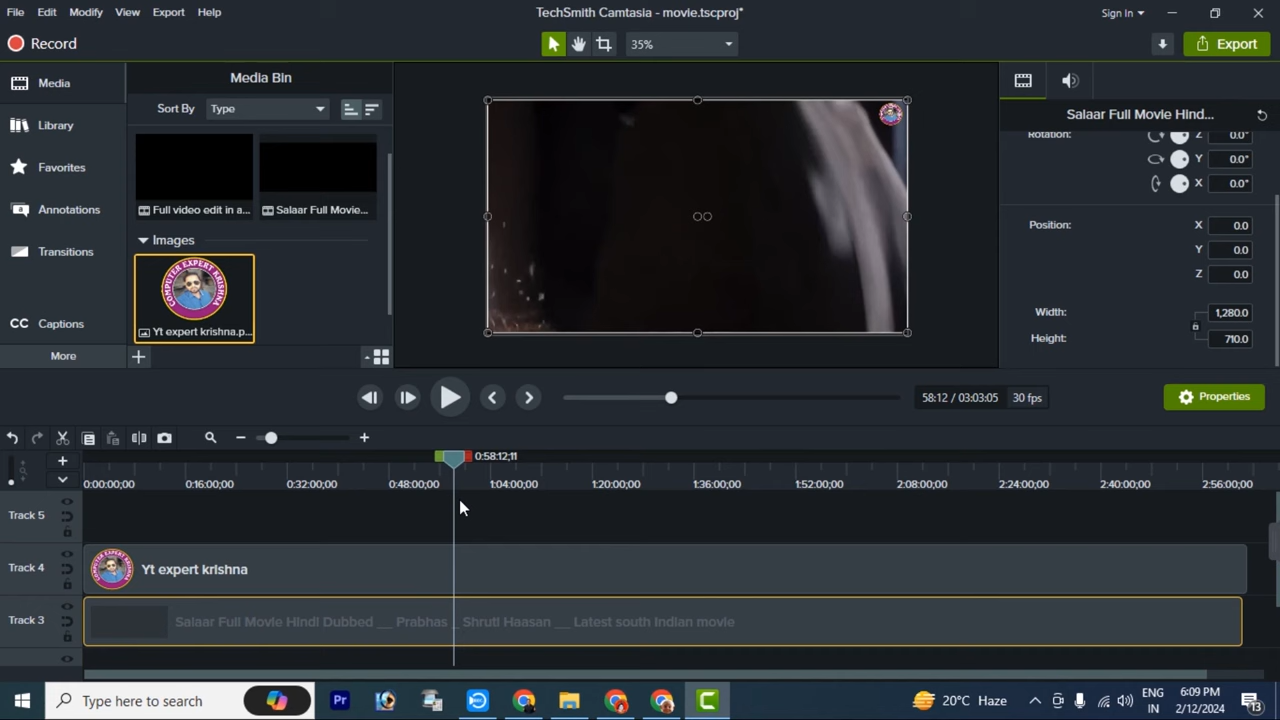 File Edit Modify View Export Help TechSmith Camtasia - movie.tscproj* Sign In
Record 35% Export
Media Media Bin
Sort By Type Salaar Full Movie Hind...
Library Rotation: Z 0.0°
Y 0.0°
Favorites X 0.0°
Full video edit in a... Salaar Full Movie...
Annotations Position: X 0.0
Images Y 0.0
Transitions Z 0.0
COMPUTER EXPERT KRISHNA
Width: 1,280.0
Captions Yt expert krishna.p... Height: 710.0
More
58:12 / 03:03:05 30 fps Properties
0:58:12;11
0:00:00;00 0:16:00;00 0:32:00;00 0:48:00;00 1:04:00;00 1:20:00;00 1:36:00;00 1:52:00;00 2:08:00;00 2:24:00;00 2:40:00;00 2:56:00;00
Track 5
Track 4 Yt expert krishna
Track 3 Salaar Full Movie Hindi Dubbed __ Prabhas _ Shruti Haasan __ Latest south Indian movie
Type here to search Pr C 20°C Haze ENG IN 6:09 PM 2/12/2024 13